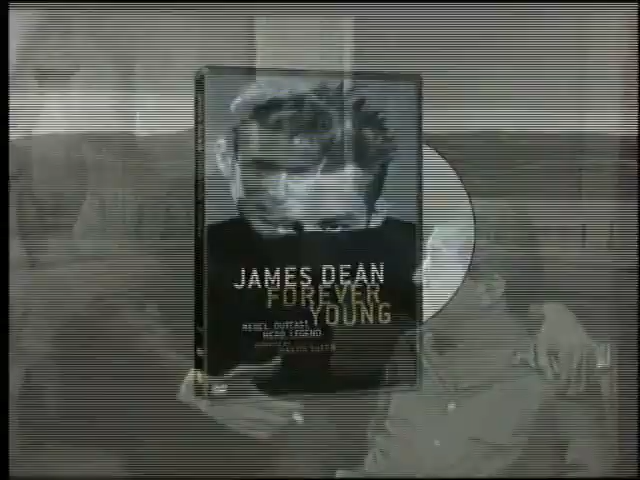 JAMES DEAN
FOREVER
YOUNG
REBEL. OUTCAST.
HERO. LEGEND.